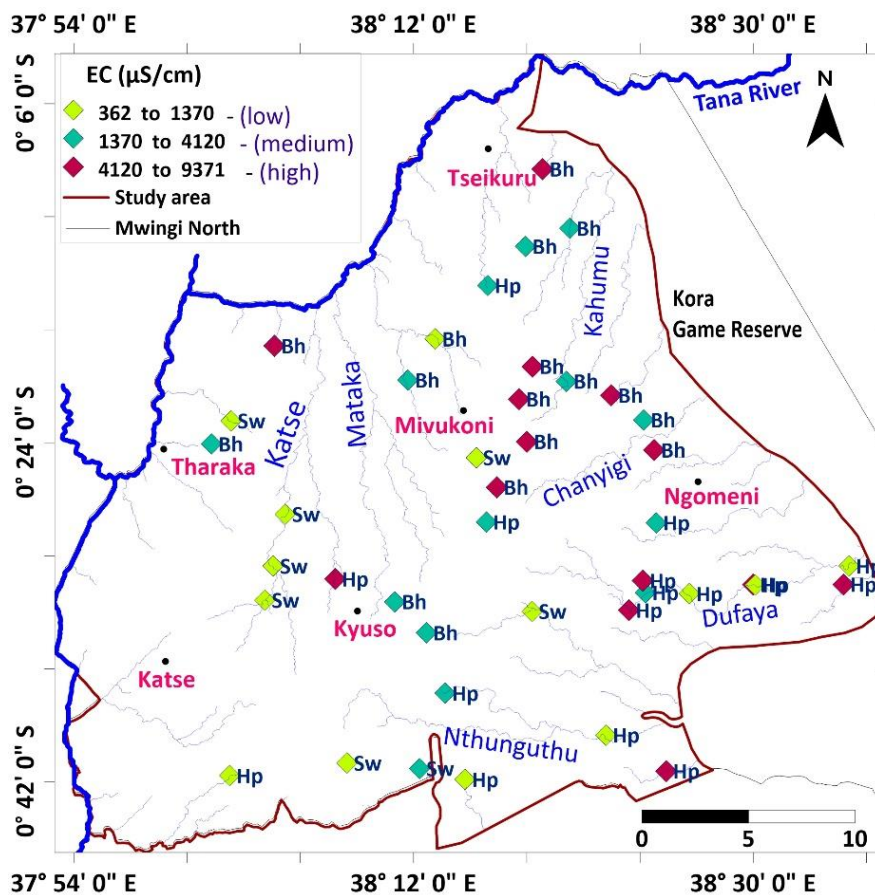 37° 54' 0" E 38° 12' 0" E 38° 30' 0" E
0° 6' 0" S
0° 24' 0" S
0° 42' 0" S
EC (µS/cm)
362 to 1370 - (low)
1370 to 4120 - (medium)
4120 to 9371 - (high)
Study area
Mwingi North
N
Tana River
Tseikuru
Bh
Bh
Bh
Hp
Kahumu
Kora
Game Reserve
Bh
Bh
Bh
Bh
Bh
Bh
Bh
Bh
Katse
Mataka
Mivukoni
Sw
Bh
Tharaka
Bh
Bh
Sw
Bh
Chanyigi
Ngomeni
Sw
Hp
Hp
Sw
Hp
Hp
Hp
Hp
Hp
Sw
Bh
Hp
Hp
Hp
Sw
Dufaya
Kyuso
Bh
Katse
Hp
Nthunguthu
Hp
Hp
Sw
Sw
Hp
Hp
0 5 10
37° 54' 0" E 38° 12' 0" E 38° 30' 0" E